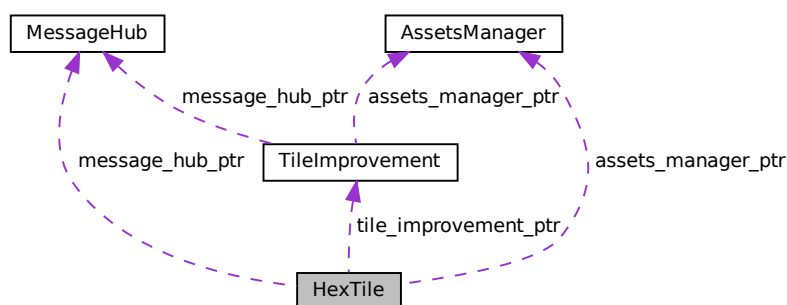 MessageHub
AssetsManager
message_hub_ptr
assets_manager_ptr
TileImprovement
message_hub_ptr
assets_manager_ptr
tile_improvement_ptr
HexTile